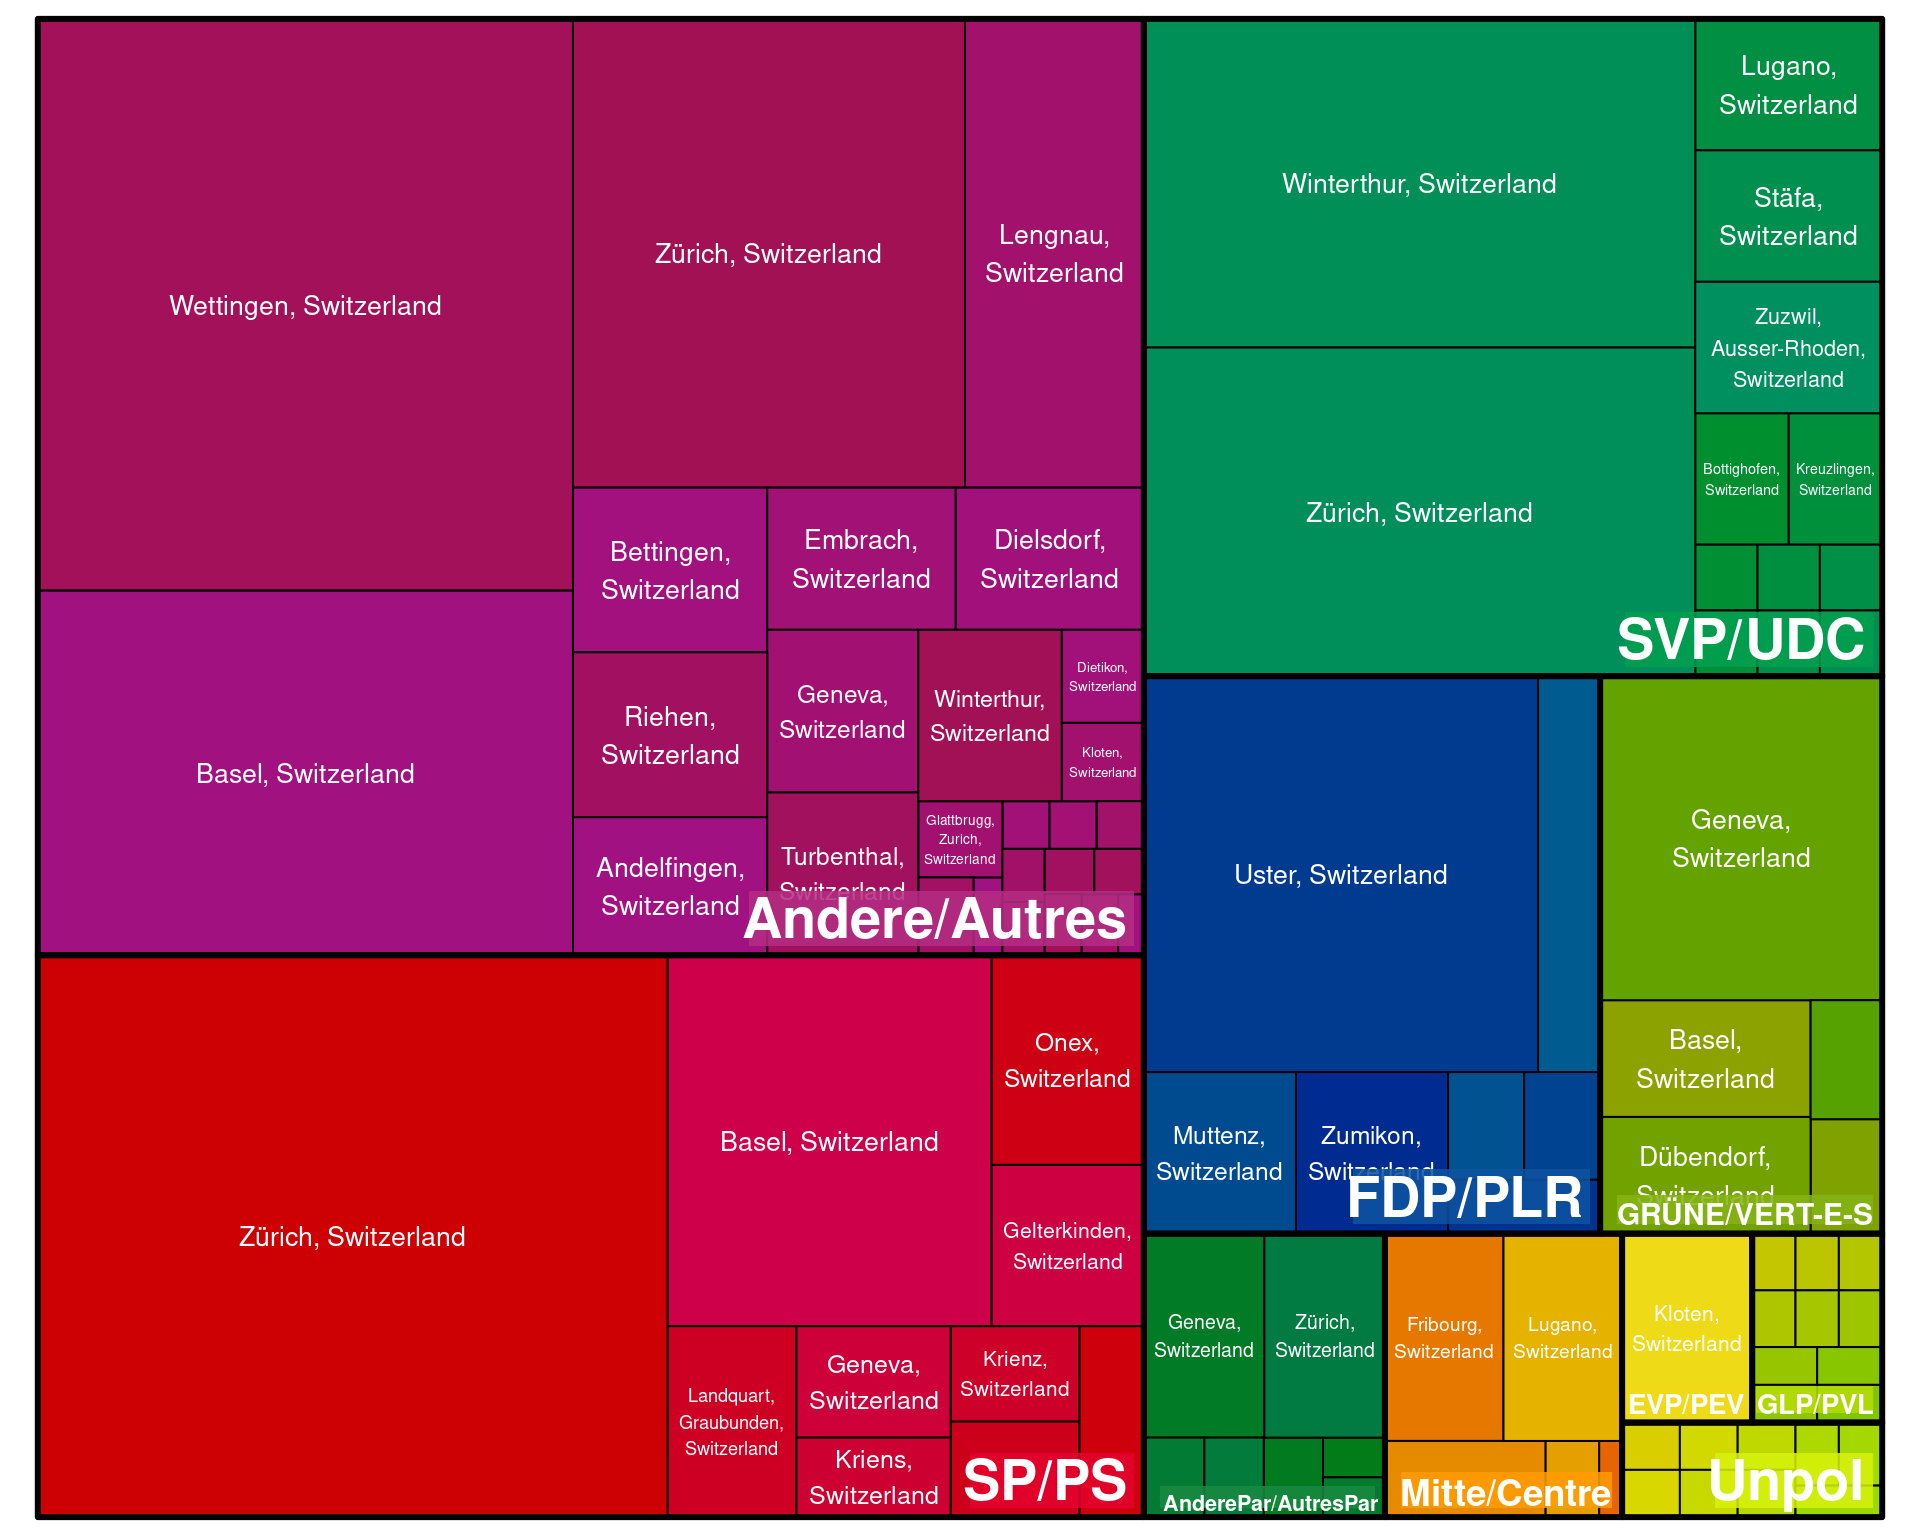 Wettingen, Switzerland
Zürich, Switzerland
Lengnau,
Switzerland
Basel, Switzerland
Bettingen,
Switzerland
Embrach,
Switzerland
Dielsdorf,
Switzerland
Riehen,
Switzerland
Geneva,
Switzerland
Winterthur,
Switzerland
Dietikon,
Switzerland
Kloten,
Switzerland
Andelfingen,
Switzerland
Turbenthal,
Switzerland
Glattbrugg,
Zurich,
Switzerland
Andere/Autres
Winterthur, Switzerland
Lugano,
Switzerland
Stäfa,
Switzerland
Zuzwil,
Ausser-Rhoden,
Switzerland
Zürich, Switzerland
Bottighofen,
Switzerland
Kreuzlingen,
Switzerland
SVP/UDC
Zürich, Switzerland
Basel, Switzerland
Onex,
Switzerland
Gelterkinden,
Switzerland
Landquart,
Graubunden,
Switzerland
Geneva,
Switzerland
Krienz,
Switzerland
Kriens,
Switzerland
SP/PS
Uster, Switzerland
Muttenz,
Switzerland
Zumikon,
Switzerland
FDP/PLR
Geneva,
Switzerland
Basel,
Switzerland
Dübendorf,
Switzerland
GRÜNE/VERT-E-S
Geneva,
Switzerland
Zürich,
Switzerland
AnderePar/AutresPar
Fribourg,
Switzerland
Lugano,
Switzerland
Mitte/Centre
Kloten,
Switzerland
EVP/PEV
GLP/PVL
Unpol